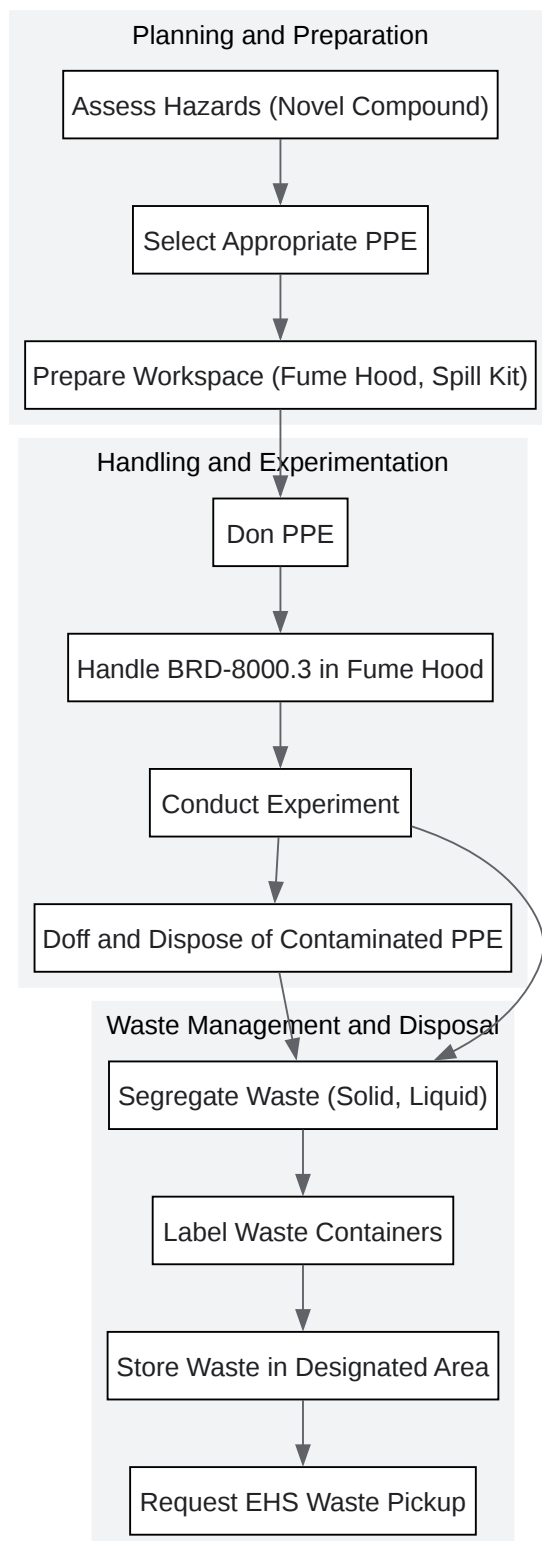 Planning and Preparation
Assess Hazards (Novel Compound)
Select Appropriate PPE
Prepare Workspace (Fume Hood, Spill Kit)
Handling and Experimentation
Don PPE
Handle BRD-8000.3 in Fume Hood
Conduct Experiment
Doff and Dispose of Contaminated PPE
Waste Management and Disposal
Segregate Waste (Solid, Liquid)
Label Waste Containers
Store Waste in Designated Area
Request EHS Waste Pickup